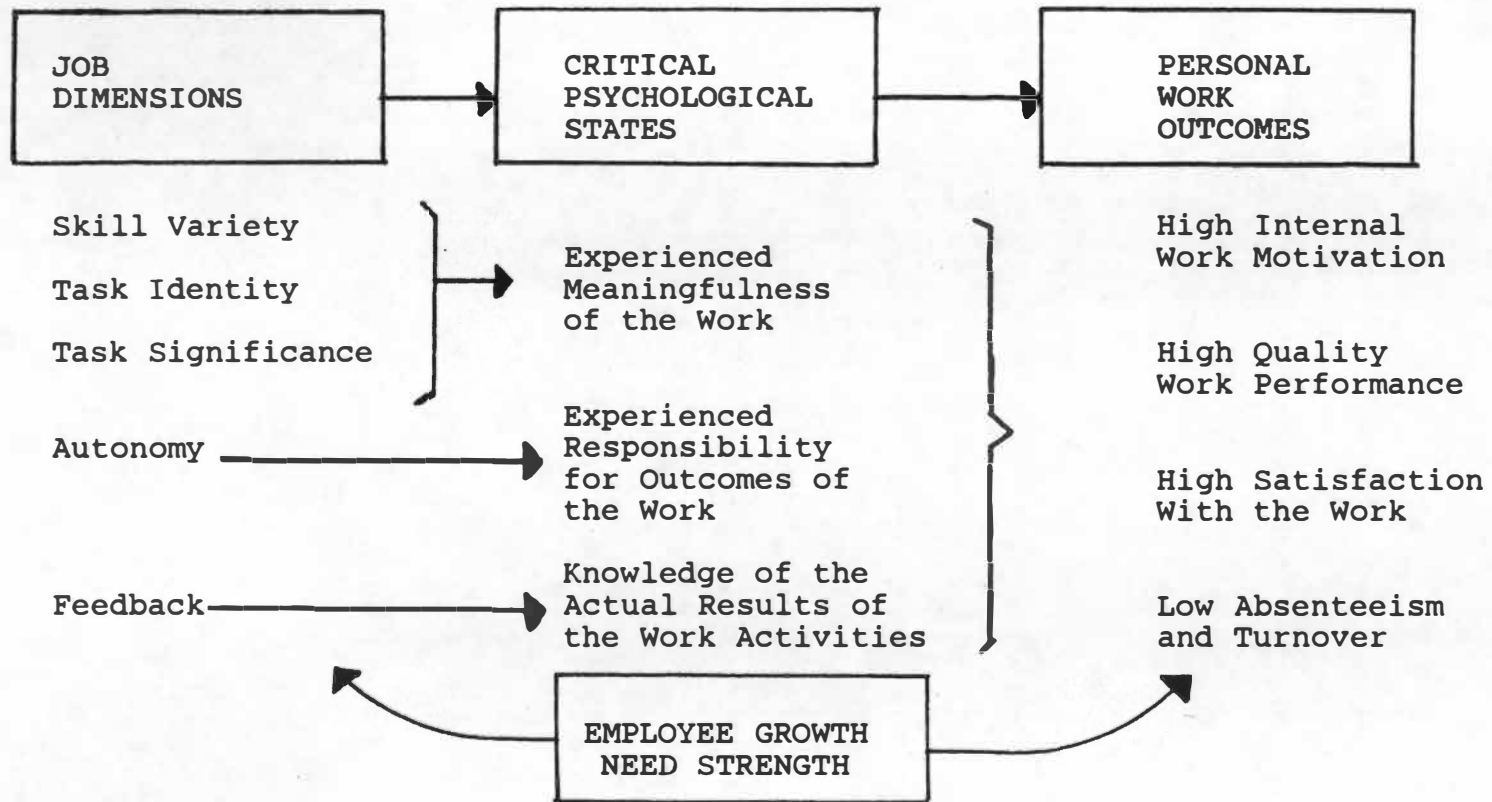 JOB
DIMENSIONS
CRITICAL
PSYCHOLOGICAL
STATES
PERSONAL
WORK
OUTCOMES
Skill Variety
Task Identity
Task Significance
Autonomy
Feedback
Experienced
Meaningfulness
of the Work
Experienced
Responsibility
for Outcomes of
the Work
Knowledge of the
Actual Results of
the Work Activities
High Internal
Work Motivation
High Quality
Work Performance
High Satisfaction
With the Work
Low Absenteeism
and Turnover
EMPLOYEE GROWTH
NEED STRENGTH